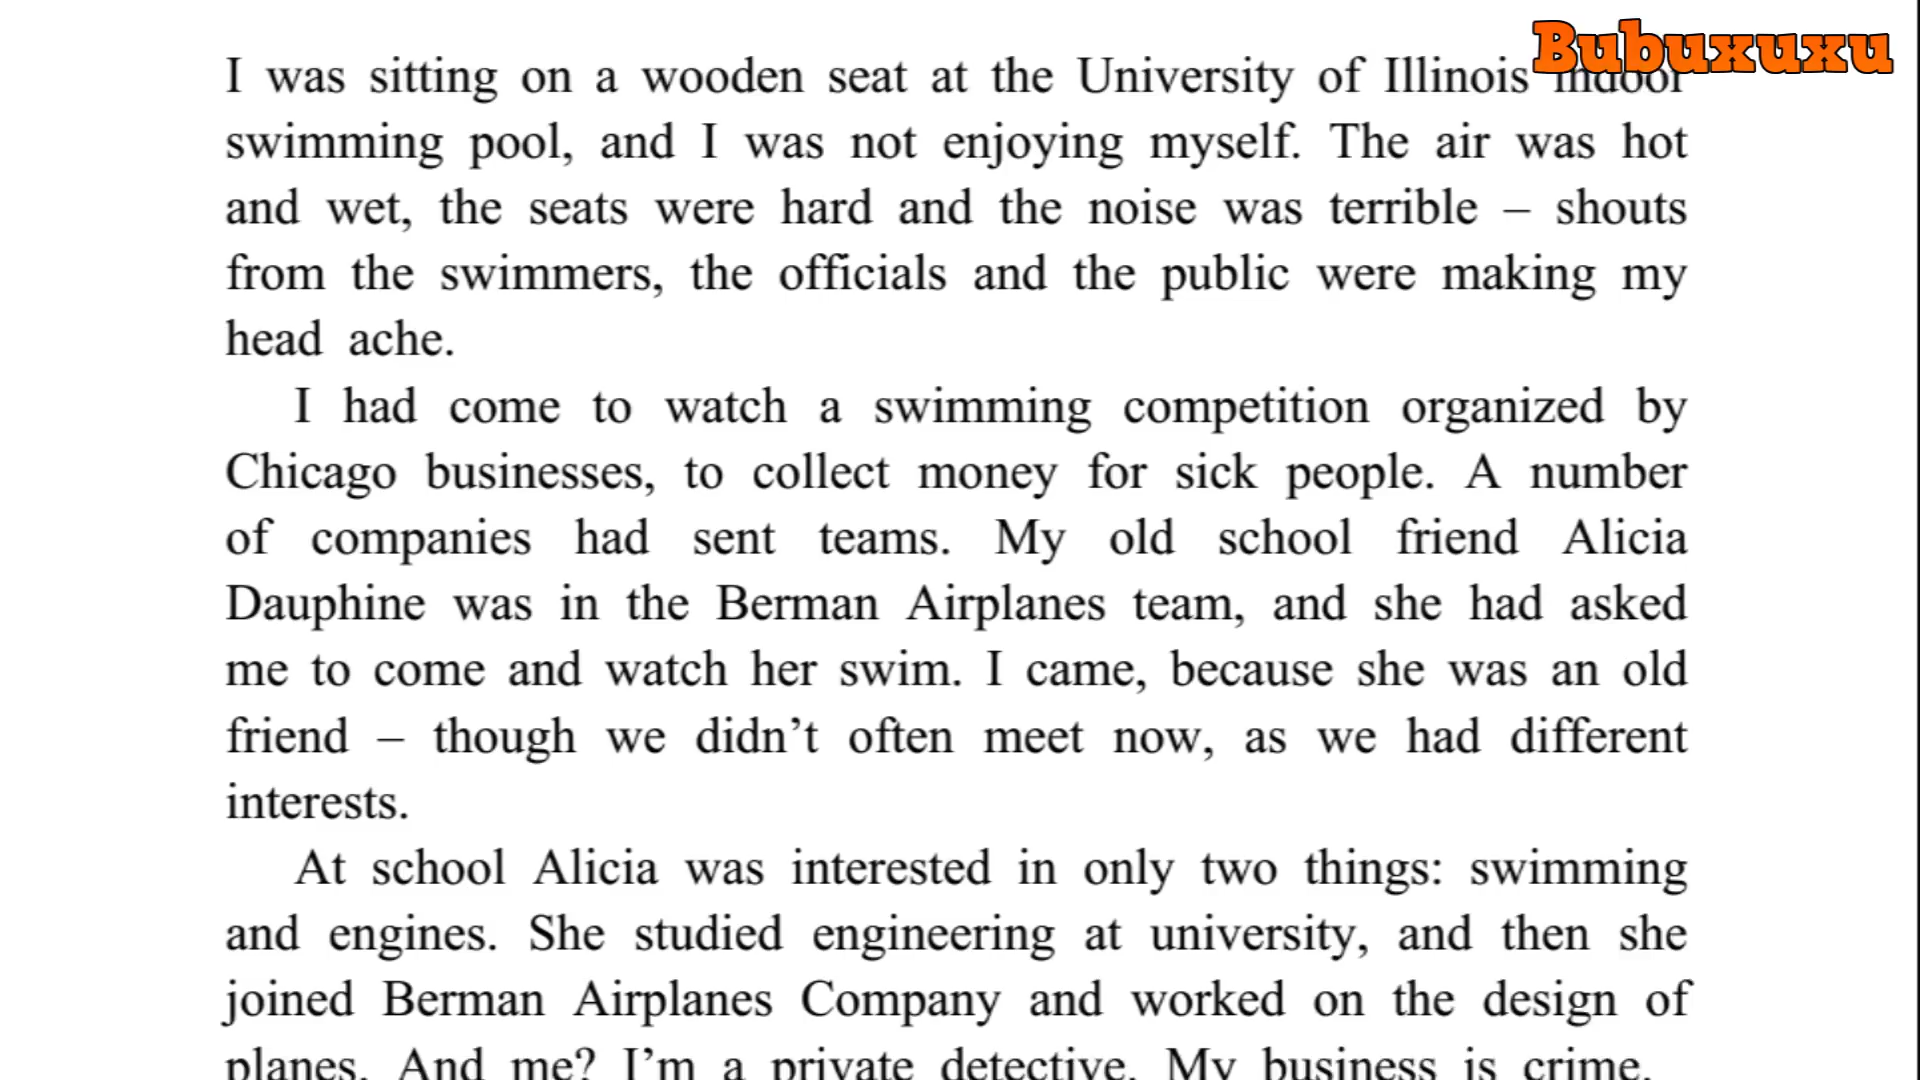 Bubuxuxu
I was sitting on a wooden seat at the University of Illinois indoor
swimming pool, and I was not enjoying myself. The air was hot
and wet, the seats were hard and the noise was terrible – shouts
from the swimmers, the officials and the public were making my
head ache.
I had come to watch a swimming competition organized by
Chicago businesses, to collect money for sick people. A number
of companies had sent teams. My old school friend Alicia
Dauphine was in the Berman Airplanes team, and she had asked
me to come and watch her swim. I came, because she was an old
friend – though we didn’t often meet now, as we had different
interests.
At school Alicia was interested in only two things: swimming
and engines. She studied engineering at university, and then she
joined Berman Airplanes Company and worked on the design of
planes. And me? I’m a private detective. My business is crime.